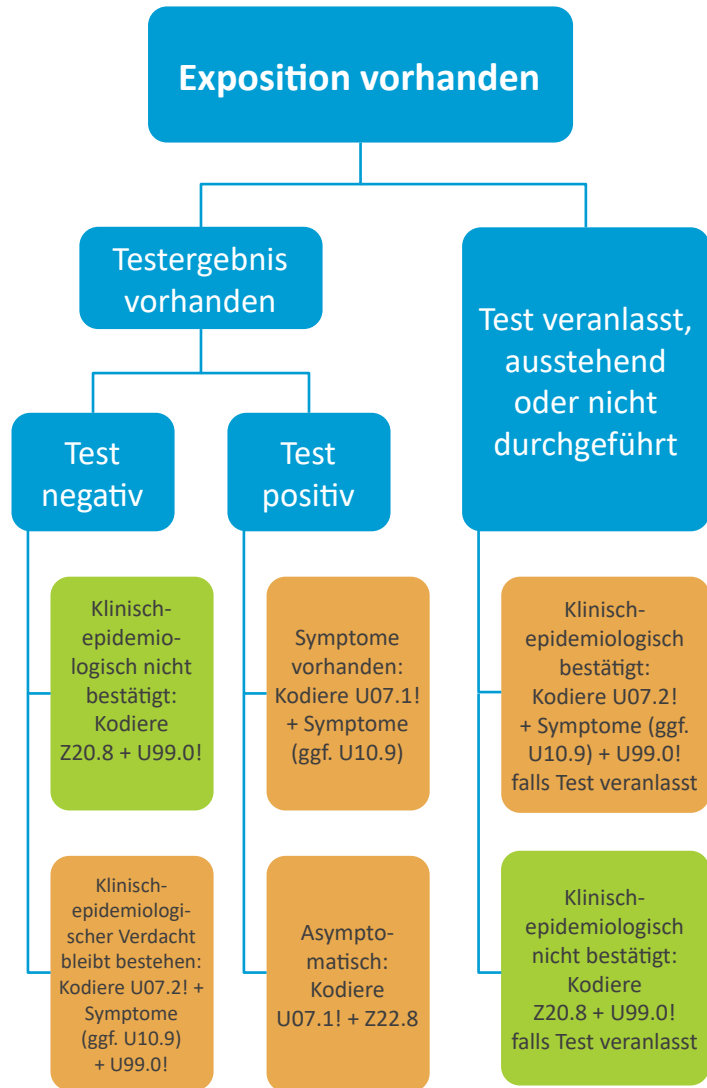 Exposition vorhanden
Testergebnis
vorhanden
Test veranlasst,
ausstehend
oder nicht
durchgeführt
Test
negativ
Test
positiv
Klinisch-
epidemio-
logisch nicht
bestätigt:
Kodiere
Z20.8 + U99.0!
Symptome
vorhanden:
Kodiere U07.1!
+ Symptome
(ggf. U10.9)
Klinisch-
epidemiologisch
bestätigt:
Kodiere U07.2!
+ Symptome (ggf.
U10.9) + U99.0!
falls Test veranlasst
Klinisch-
epidemiologi-
scher Verdacht
bleibt bestehen:
Kodiere U07.2! +
Symptome
(ggf. U10.9)
+ U99.0!
Asympto-
matisch:
Kodiere
U07.1! + Z22.8
Klinisch-
epidemiologisch
nicht bestätigt:
Kodiere
Z20.8 + U99.0!
falls Test veranlasst